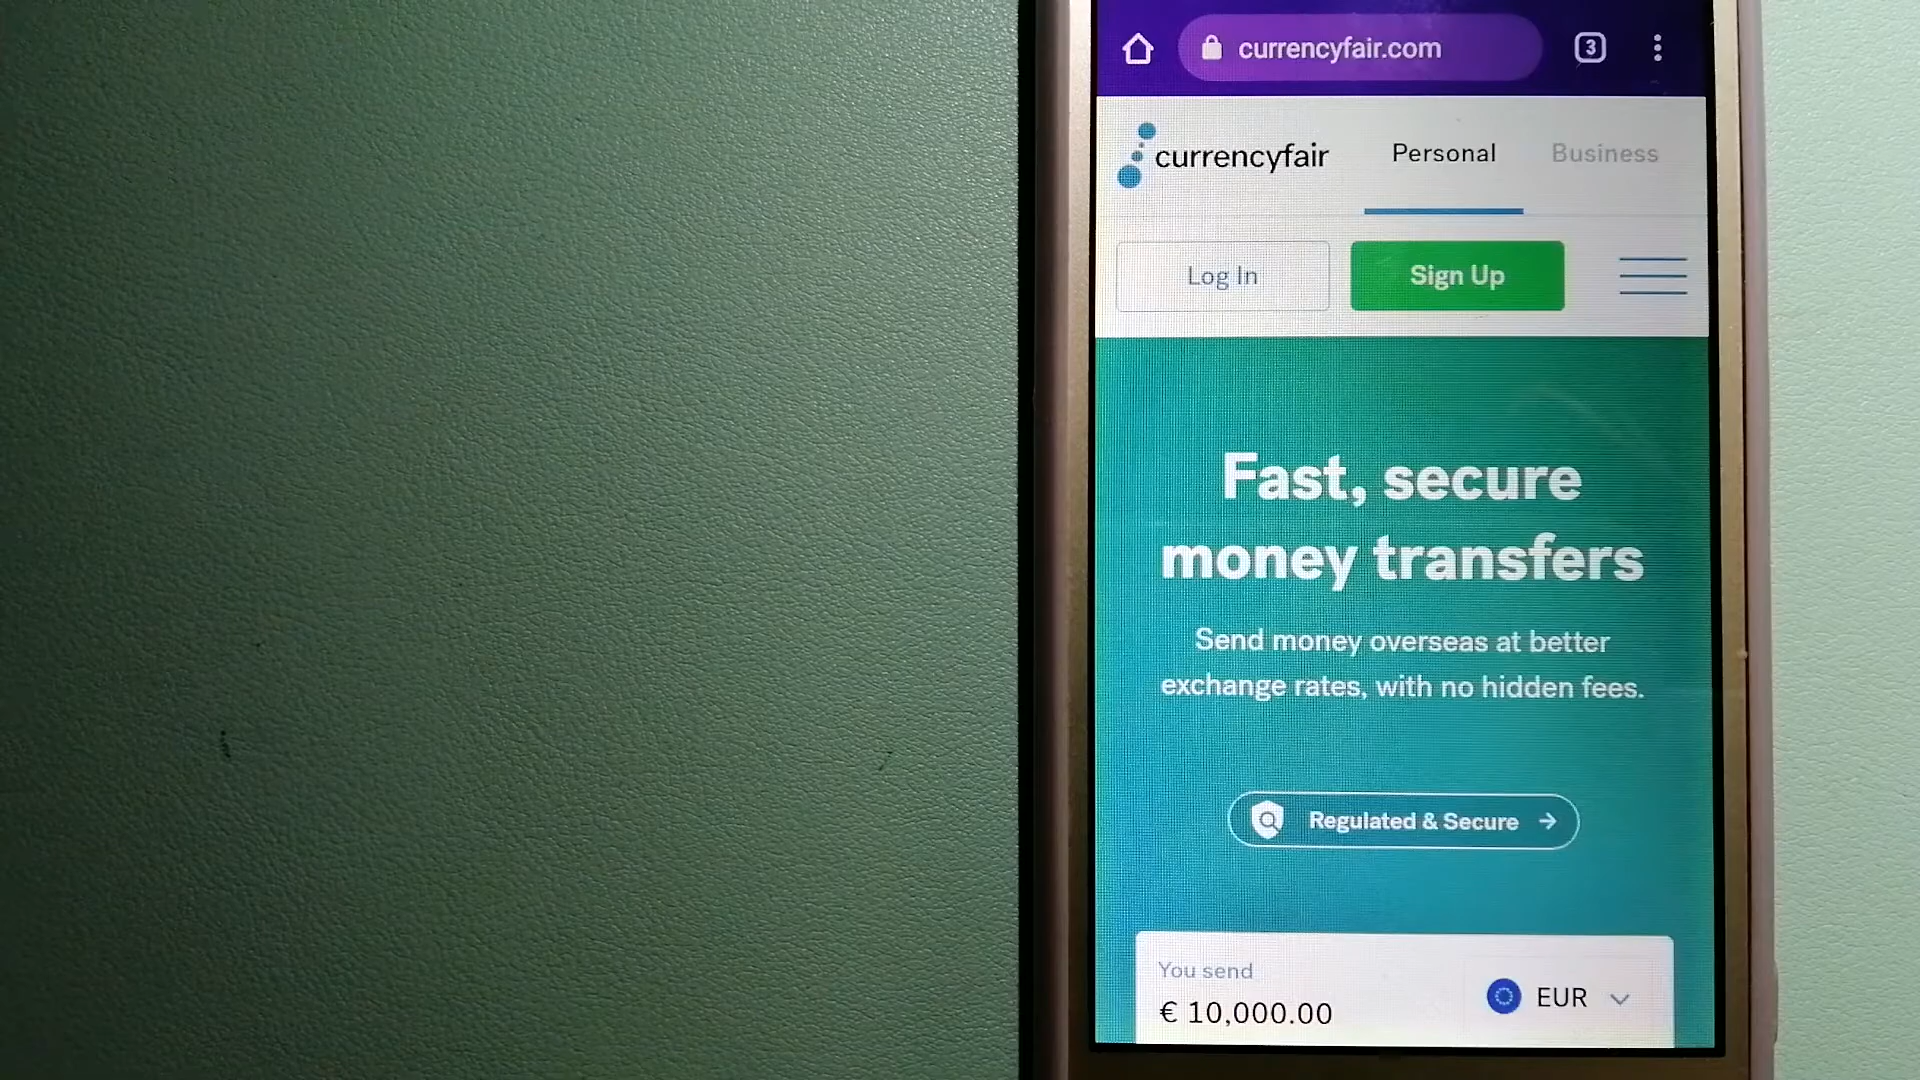 currencyfair.com
3
currencyfair
Personal
Business
Log In
Sign Up
Fast, secure
money transfers
Send money overseas at better
exchange rates, with no hidden fees.
Regulated & Secure →
You send
€ 10,000.00
EUR